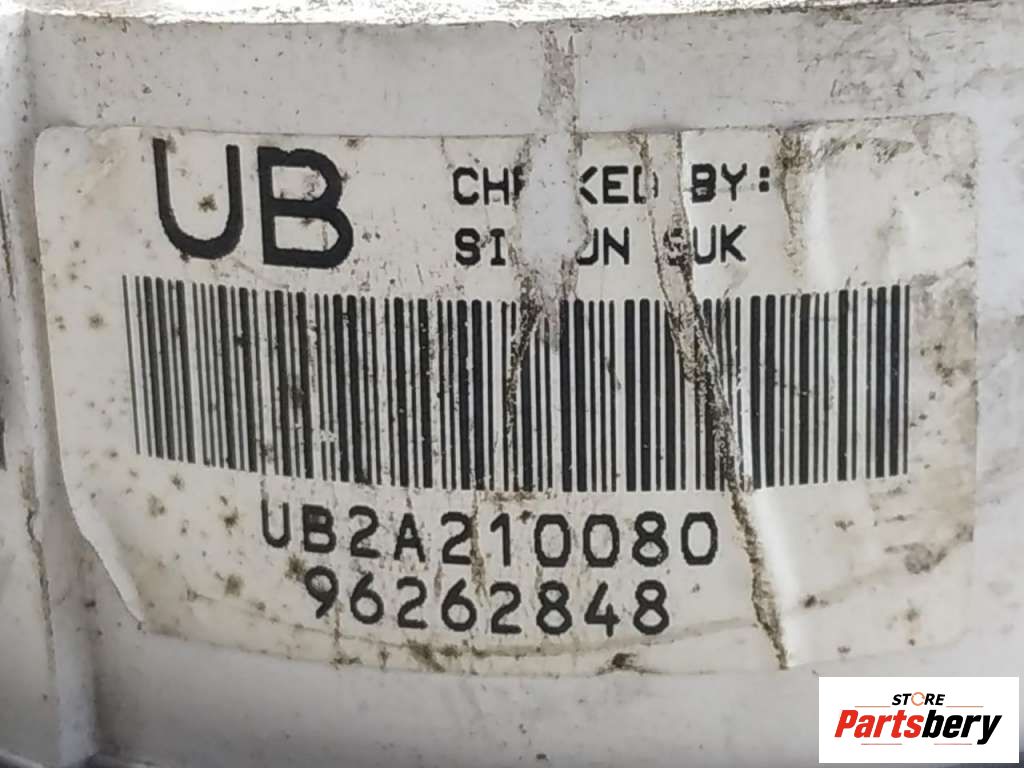 UB
CHECKED BY:
UB2A210080
96262848
STORE
Partsbery